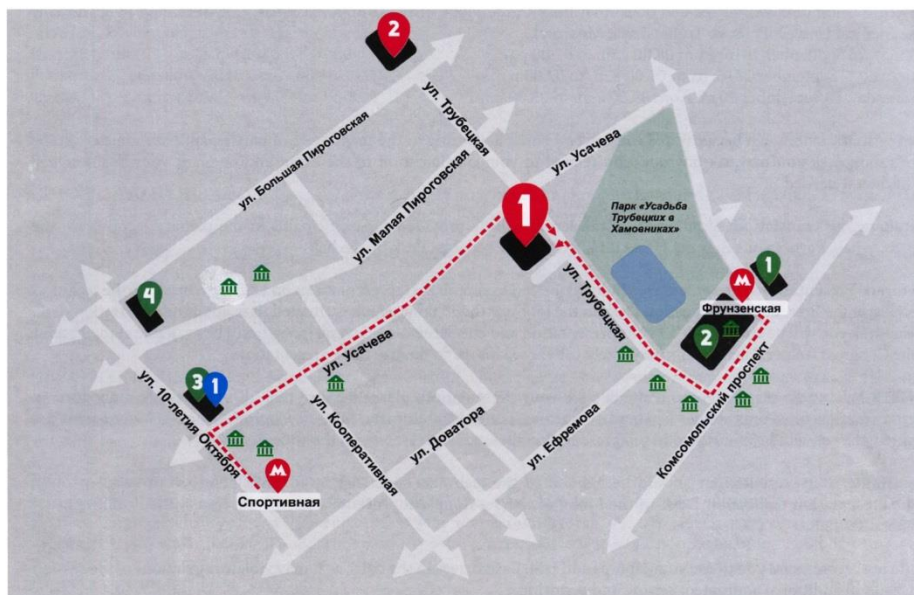 2
ул. Трубецкая
ул. Большая Пироговская
ул. Усачева
ул. Малая Пироговская
1
Парк «Усадьба
Трубецких в
Хамовниках»
1
М
Фрунзенская
4
ул. Трубецкая
2
ул. Усачева
3
1
Комсомольский проспект
ул. 10-летия Октября
ул. Кооперативная
ул. Доватора
ул. Ефремова
М
Спортивная